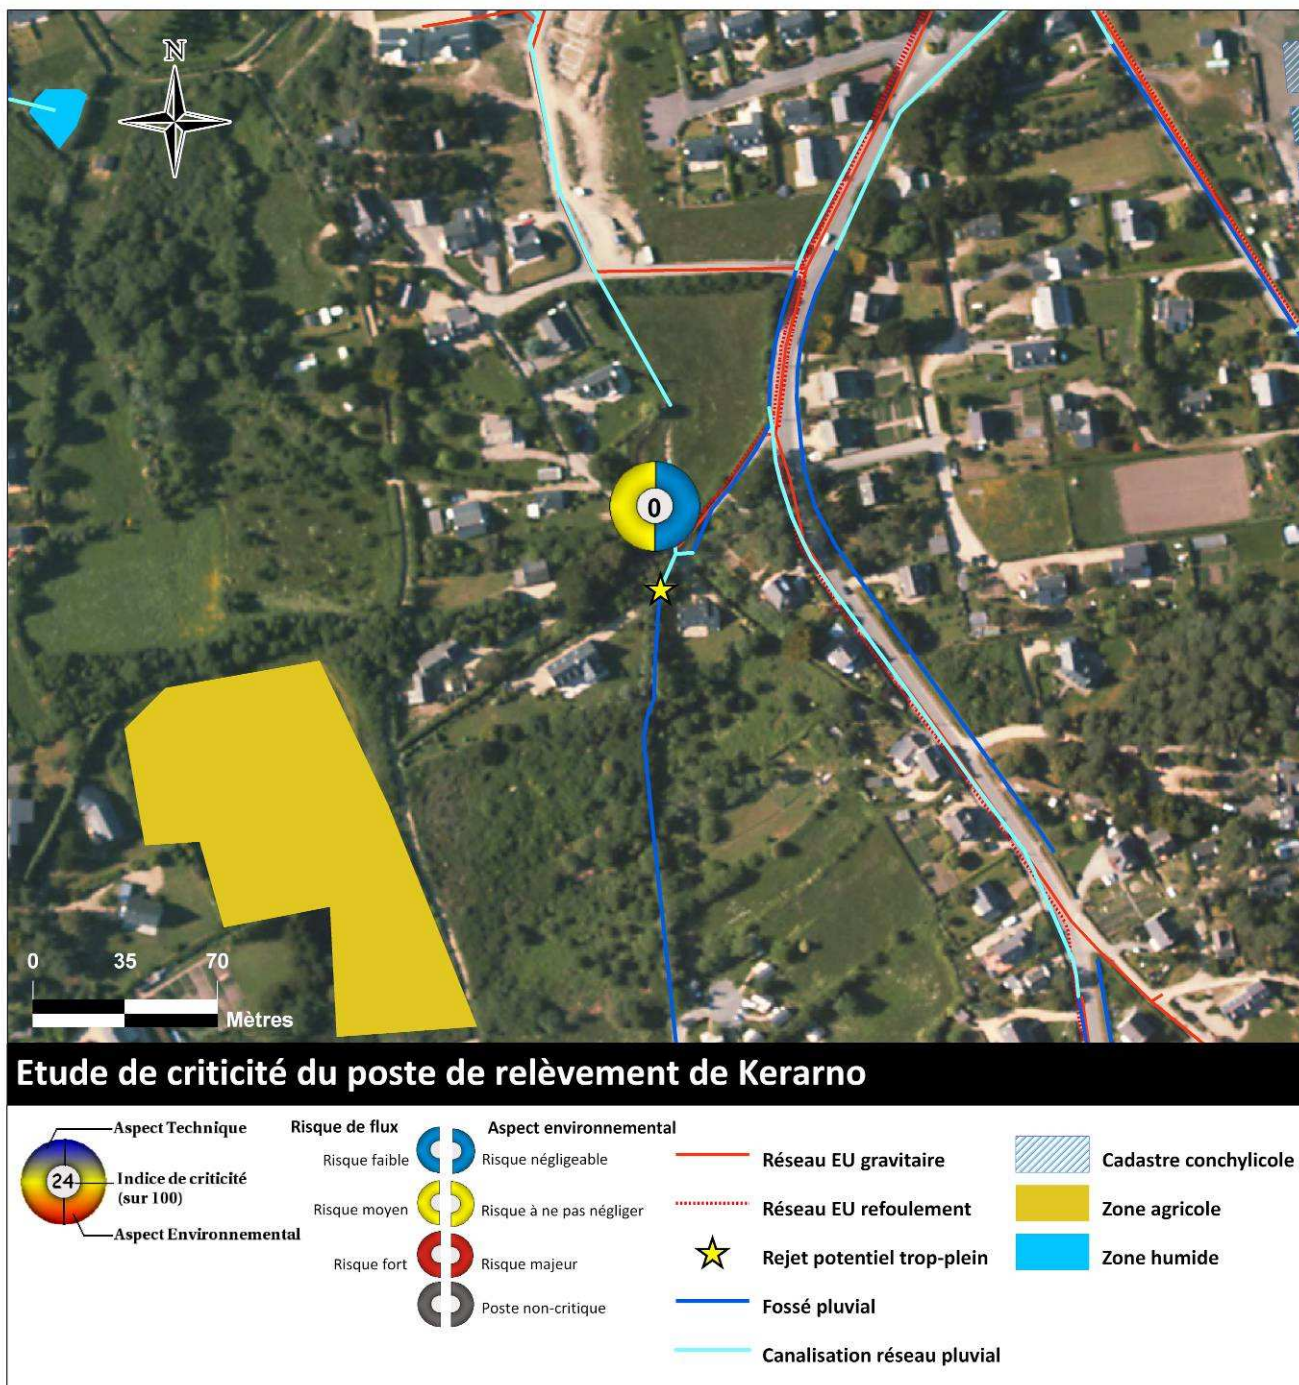 N
0
0 35 70
Mètres
Etude de criticité du poste de relèvement de Kerarno
Aspect Technique
24
Indice de criticité
(sur 100)
Aspect Environnemental
Risque de flux
Aspect environnemental
Risque faible
Risque négligeable
Risque moyen
Risque à ne pas négliger
Risque fort
Risque majeur
Poste non-critique
Réseau EU gravitaire
Réseau EU refoulement
Rejet potentiel trop-plein
Fossé pluvial
Canalisation réseau pluvial
Cadastre conchylicole
Zone agricole
Zone humide